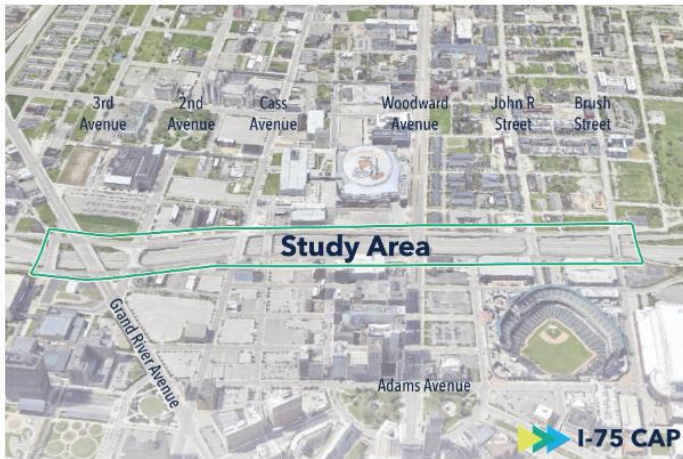 3rd
Avenue
2nd
Avenue
Cass
Avenue
Woodward
Avenue
John R
Street
Brush
Street
Study Area
Grand River Avenue
Adams Avenue
I-75 CAP